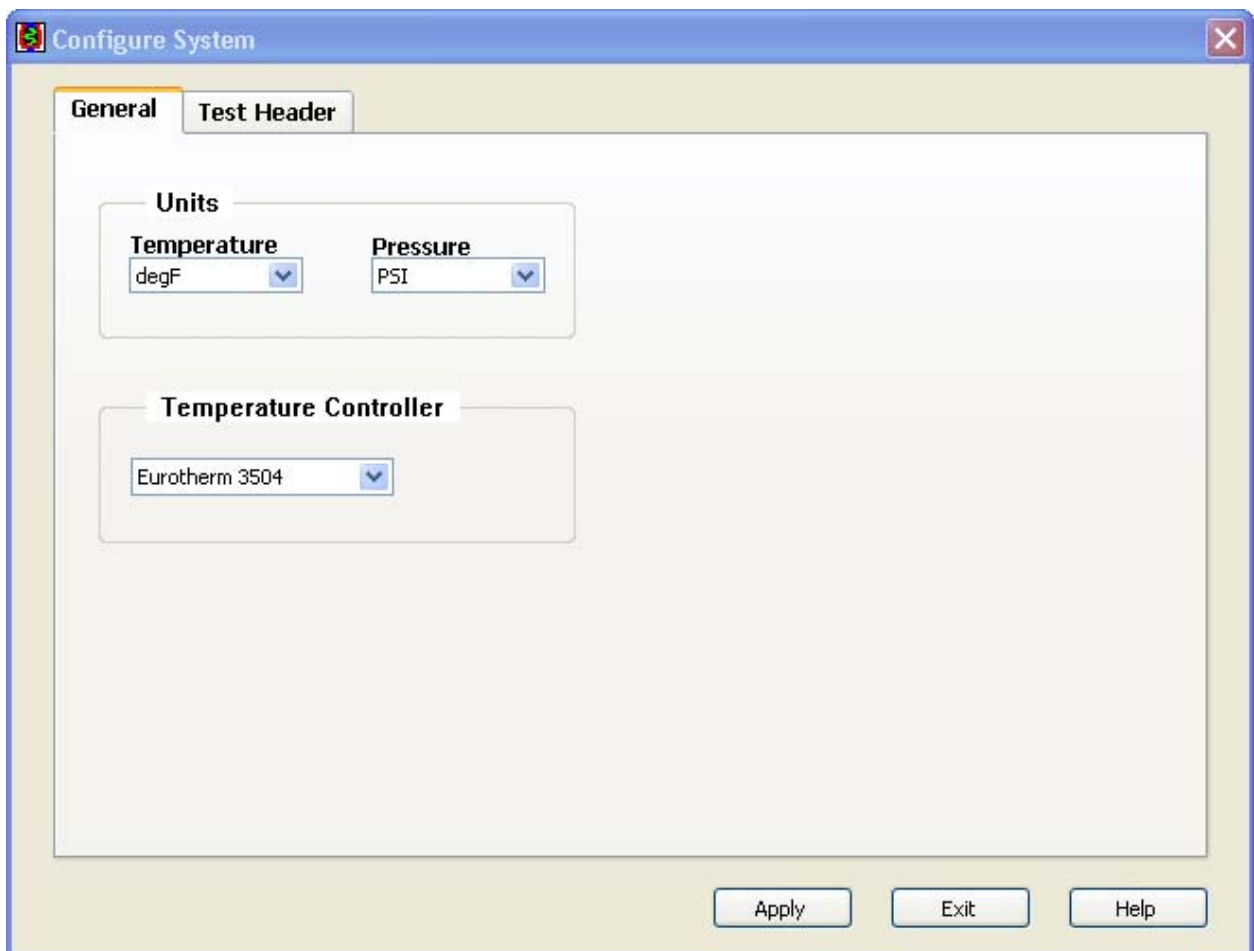 Configure System
General Test Header
Units
Temperature Pressure
degF PSI
Temperature Controller
Eurotherm 3504
Apply Exit Help